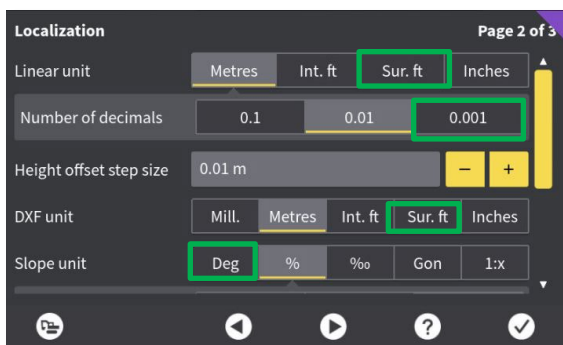 Localization Page 2 of 3
Linear unit Metres Int. ft Sur. ft Inches
Number of decimals 0.1 0.01 0.001
Height offset step size 0.01 m − +
DXF unit Mill. Metres Int. ft Sur. ft Inches
Slope unit Deg % ‰ Gon 1:x
?